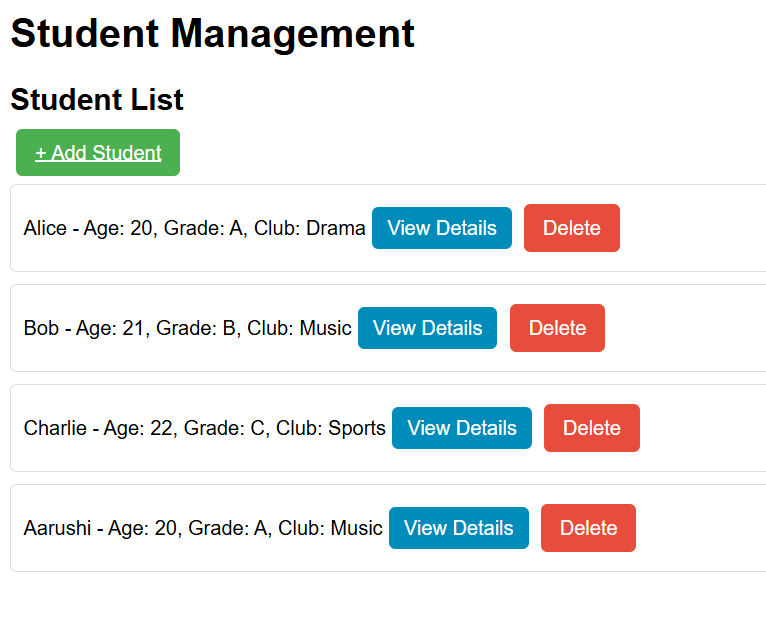 Student Management
Student List
+ Add Student
Alice - Age: 20, Grade: A, Club: Drama View Details Delete
Bob - Age: 21, Grade: B, Club: Music View Details Delete
Charlie - Age: 22, Grade: C, Club: Sports View Details Delete
Aarushi - Age: 20, Grade: A, Club: Music View Details Delete